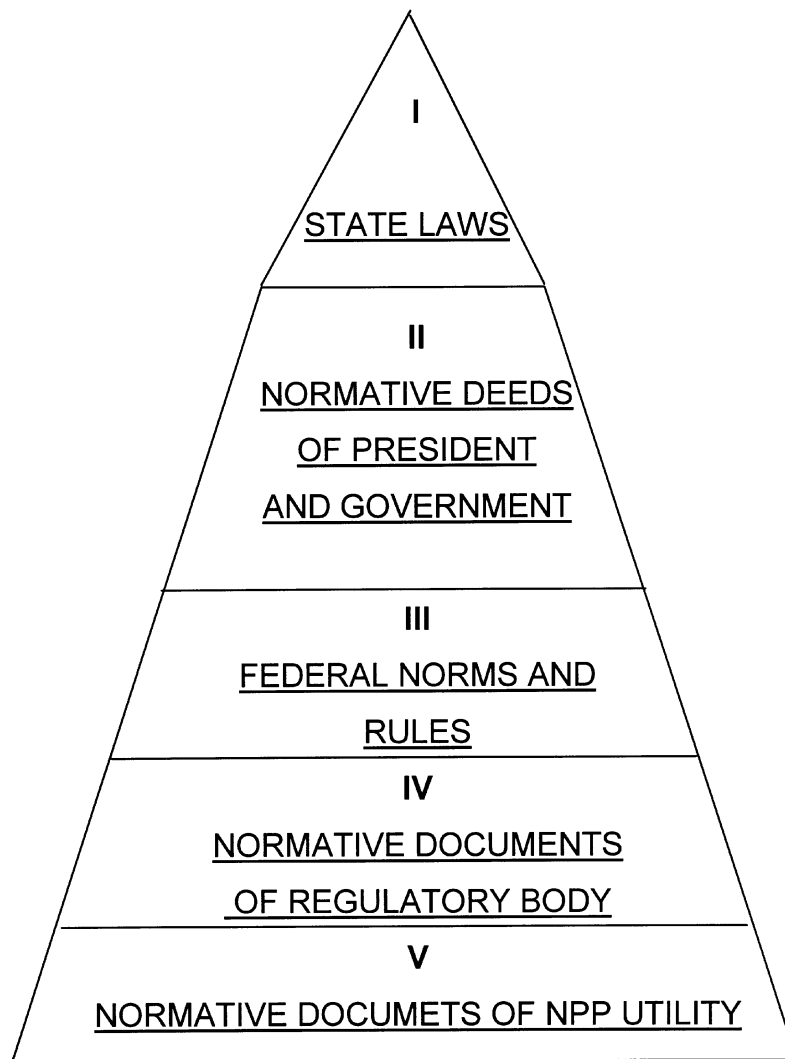 I
STATE LAWS
II
NORMATIVE DEEDS
OF PRESIDENT
AND GOVERNMENT
III
FEDERAL NORMS AND
RULES
IV
NORMATIVE DOCUMENTS
OF REGULATORY BODY
V
NORMATIVE DOCUMETS OF NPP UTILITY